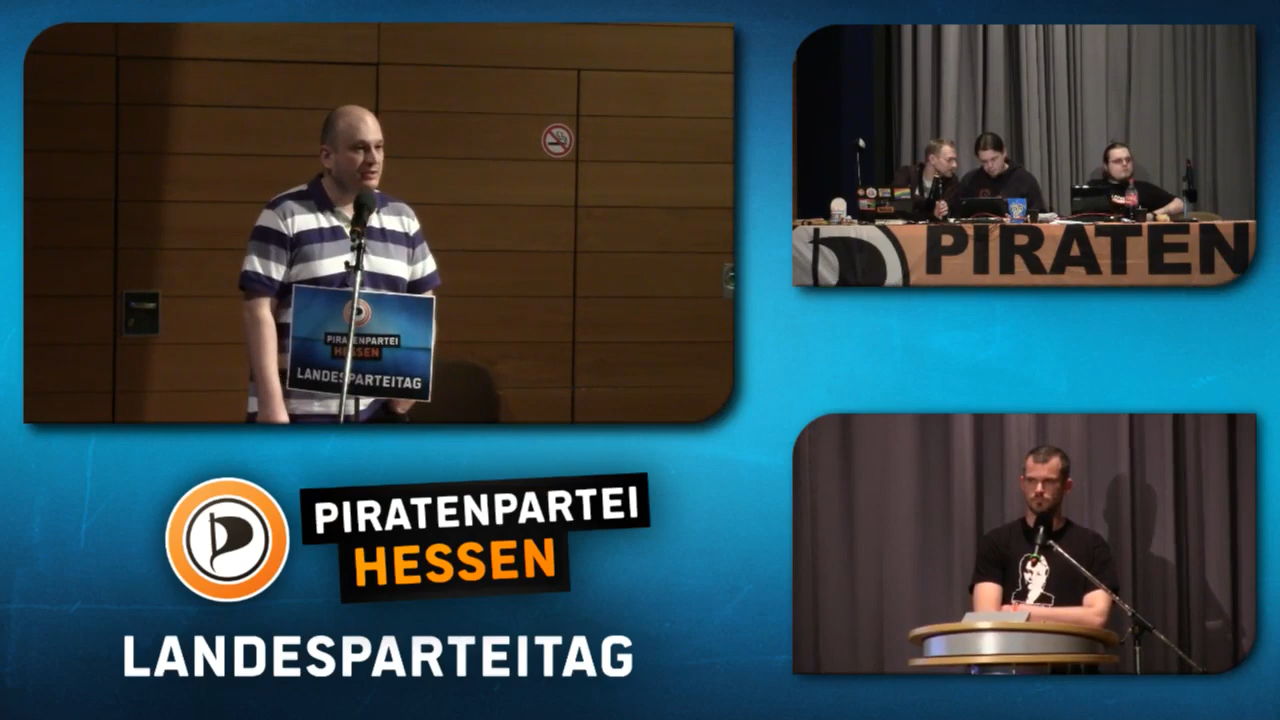 PIRATENPARTEI
HESSEN
LANDESPARTEITAG
PIRATEN
PIRATENPARTEI
HESSEN
LANDESPARTEITAG